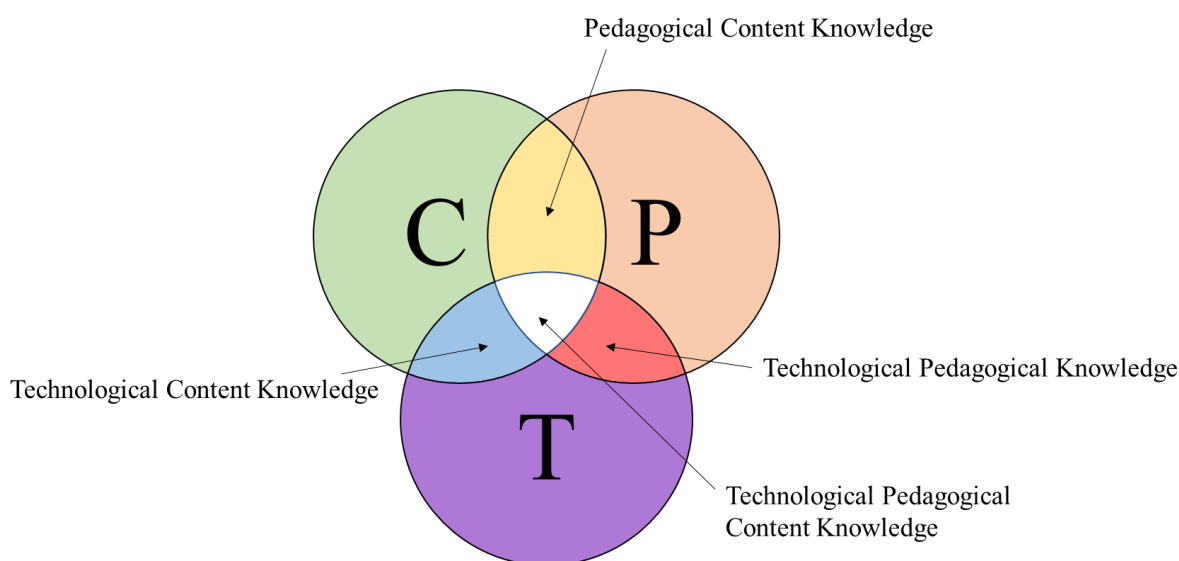 Pedagogical Content Knowledge
C
P
Technological Content Knowledge
Technological Pedagogical Knowledge
T
Technological Pedagogical
Content Knowledge